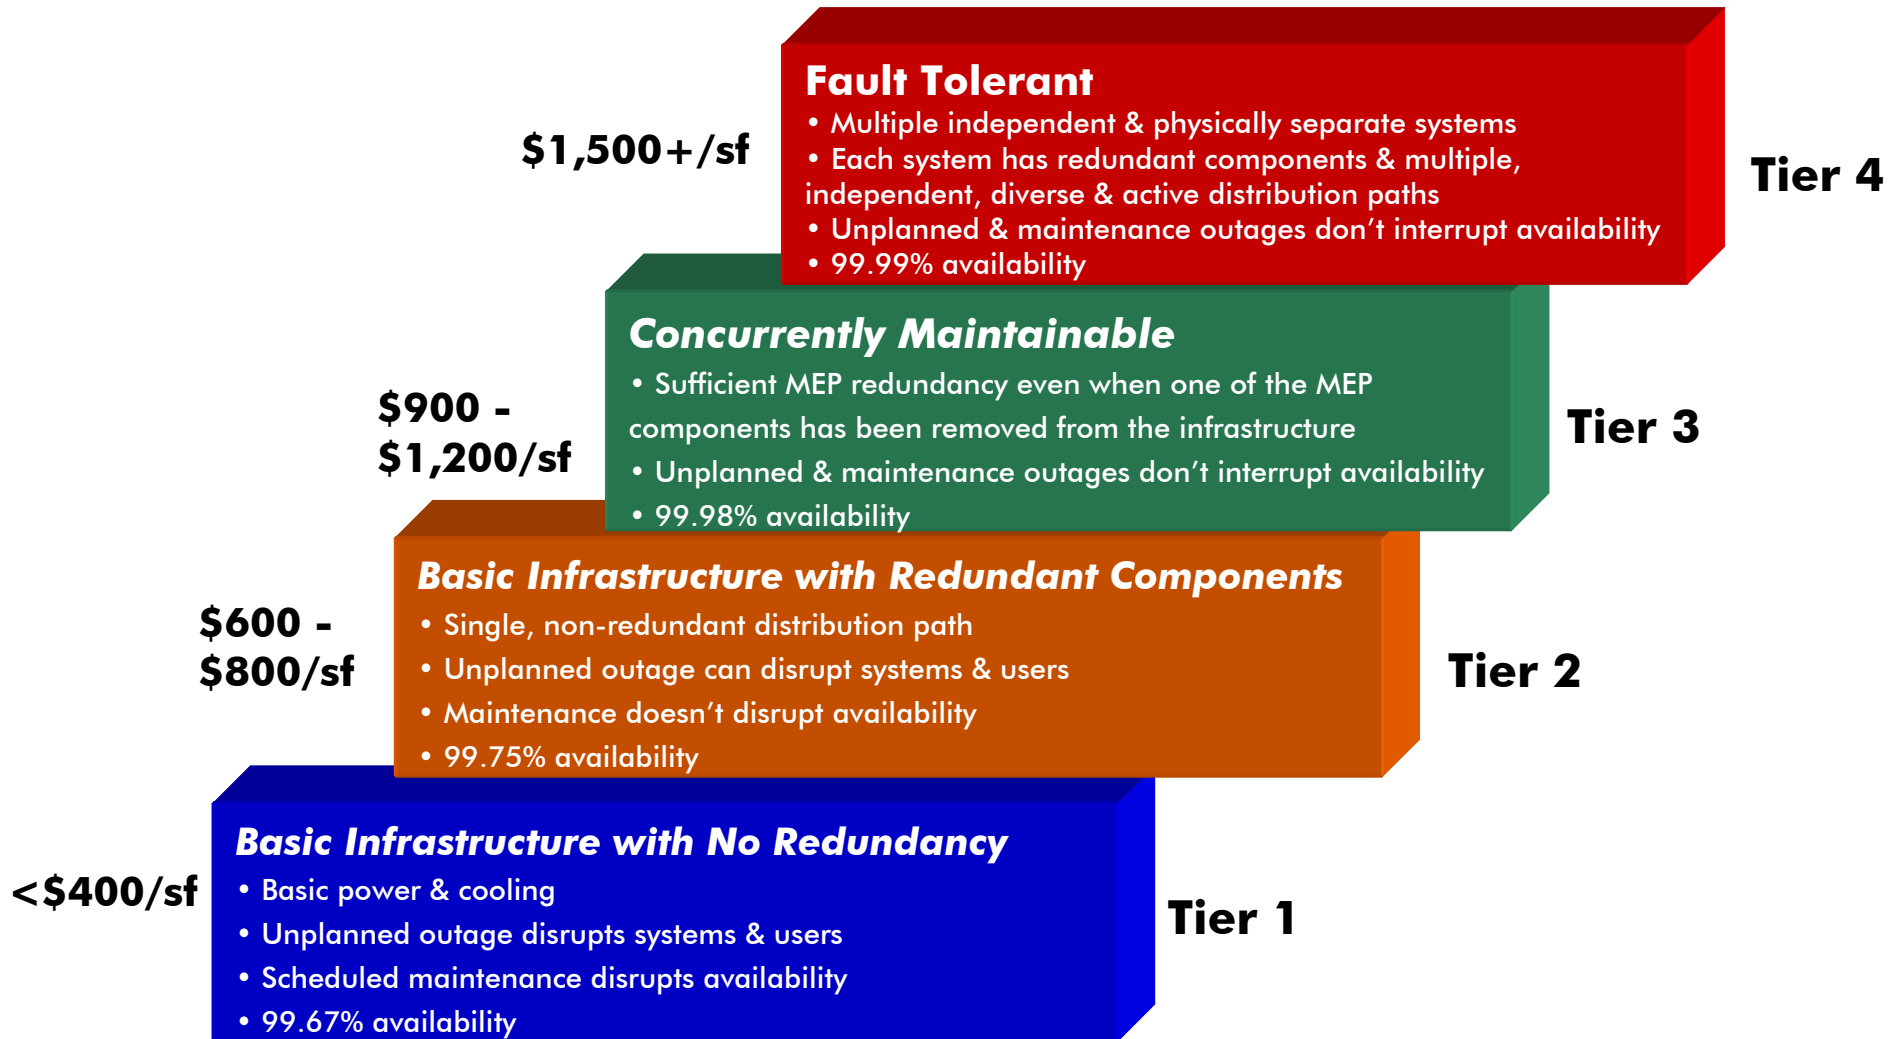 Fault Tolerant
• Multiple independent & physically separate systems
• Each system has redundant components & multiple,
independent, diverse & active distribution paths
• Unplanned & maintenance outages don’t interrupt availability
• 99.99% availability
$1,500+/sf
Tier 4
Concurrently Maintainable
• Sufficient MEP redundancy even when one of the MEP
components has been removed from the infrastructure
• Unplanned & maintenance outages don’t interrupt availability
• 99.98% availability
$900 -
$1,200/sf
Tier 3
Basic Infrastructure with Redundant Components
• Single, non-redundant distribution path
• Unplanned outage can disrupt systems & users
• Maintenance doesn’t disrupt availability
• 99.75% availability
$600 -
$800/sf
Tier 2
Basic Infrastructure with No Redundancy
• Basic power & cooling
• Unplanned outage disrupts systems & users
• Scheduled maintenance disrupts availability
• 99.67% availability
<$400/sf
Tier 1